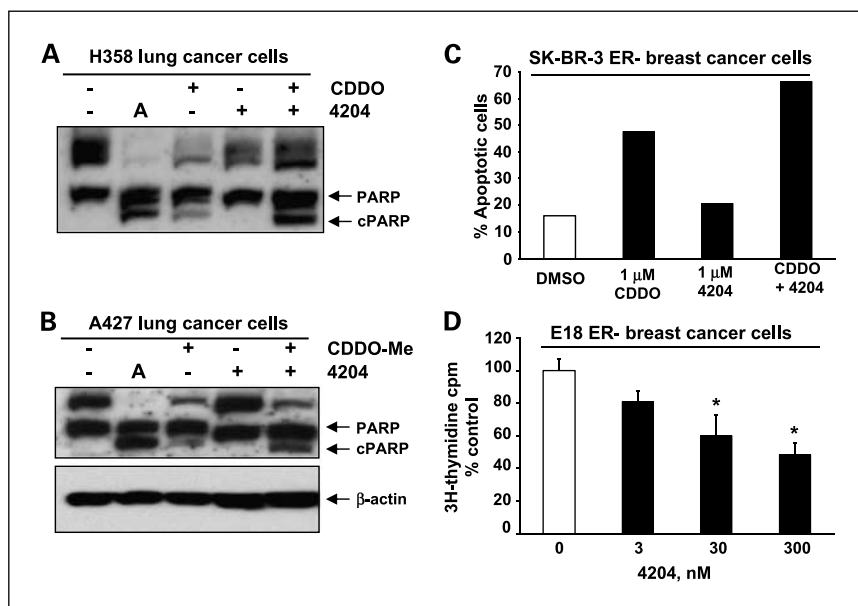 A
H358 lung cancer cells
- - + - + CDDO
- A - + + 4204
PARP
cPARP
B
A427 lung cancer cells
- - + - + CDDO-Me
- A - + + 4204
PARP
cPARP
β-actin
C
SK-BR-3 ER- breast cancer cells
% Apoptotic cells
70
60
50
40
30
20
10
0
DMSO
1 μM CDDO
1 μM 4204
CDDO + 4204
D
E18 ER- breast cancer cells
3H-thymidine cpm
% control
120
100
80
60
40
20
0
* *
0 3 30 300
4204, nM